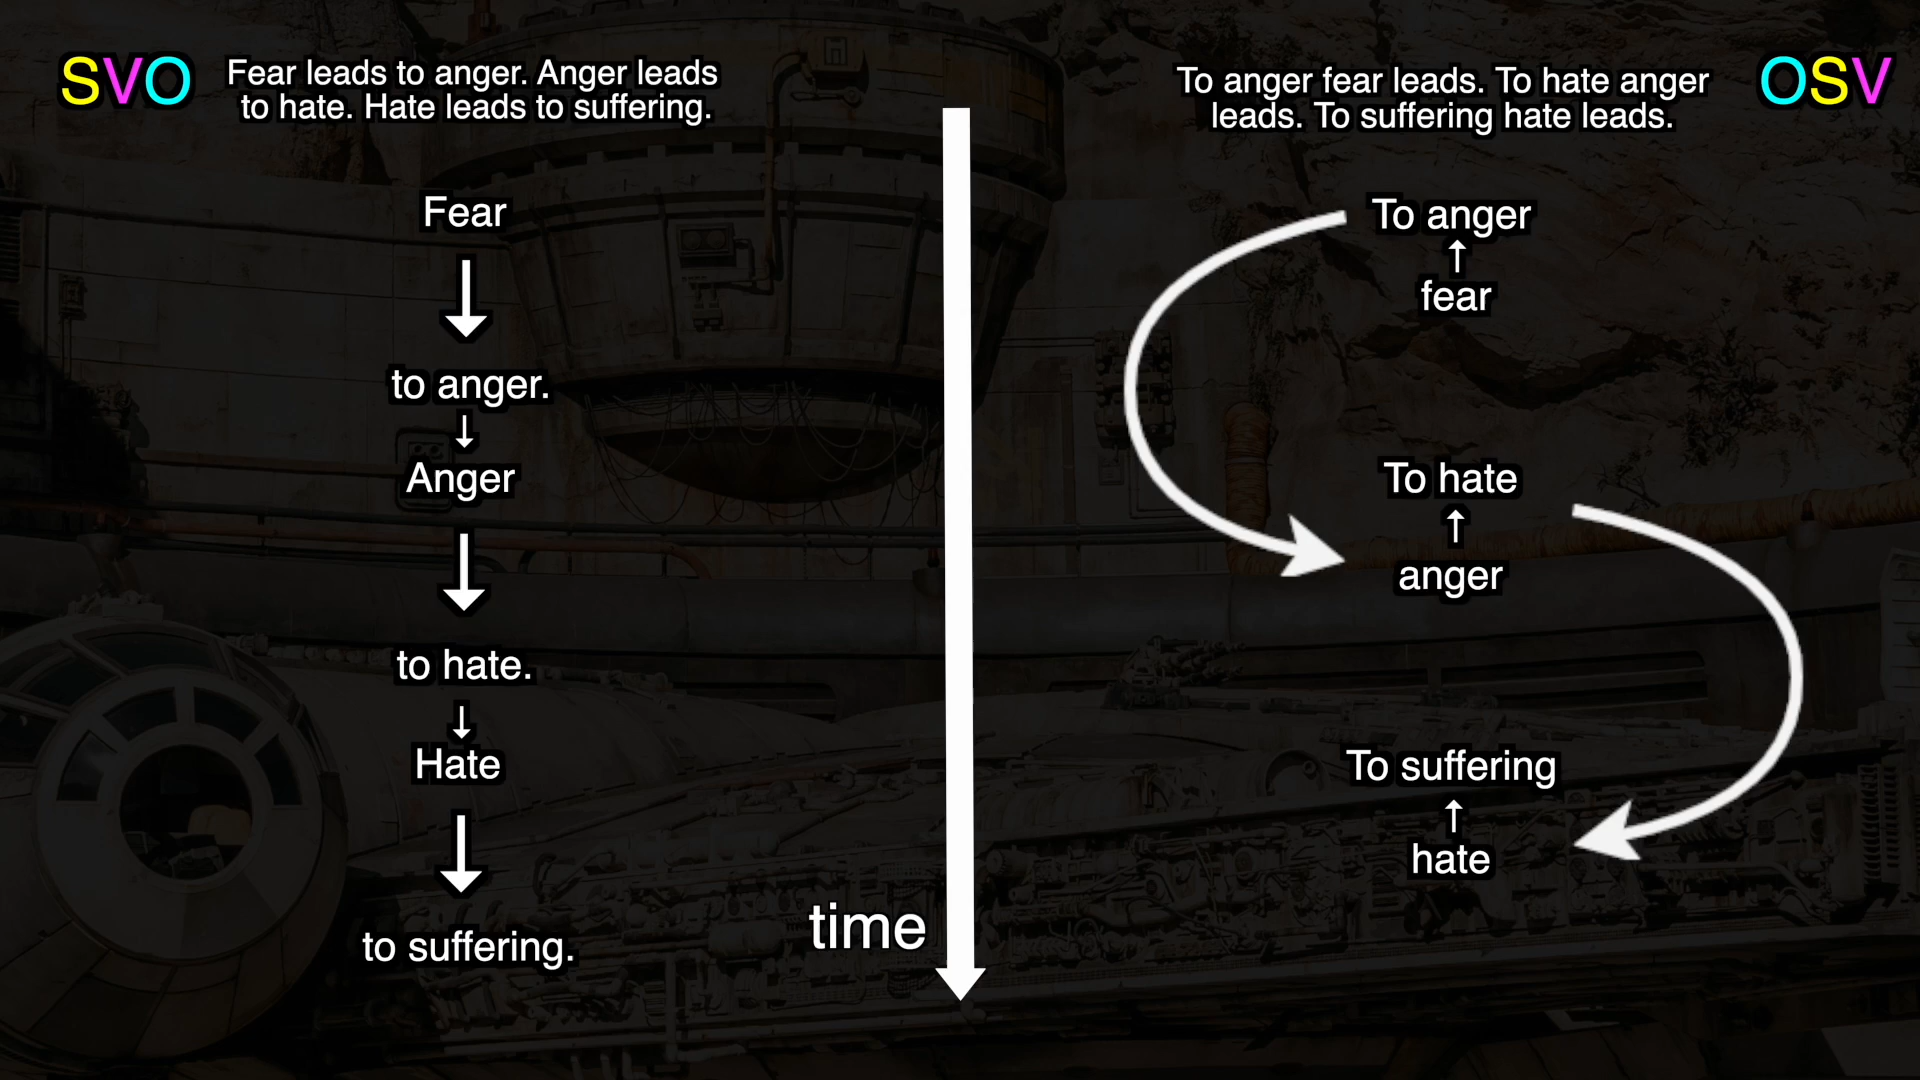 SVO
Fear leads to anger. Anger leads
to hate. Hate leads to suffering.
Fear
to anger.
Anger
to hate.
Hate
to suffering.
time
To anger fear leads. To hate anger
leads. To suffering hate leads.
OSV
To anger
fear
To hate
anger
To suffering
hate